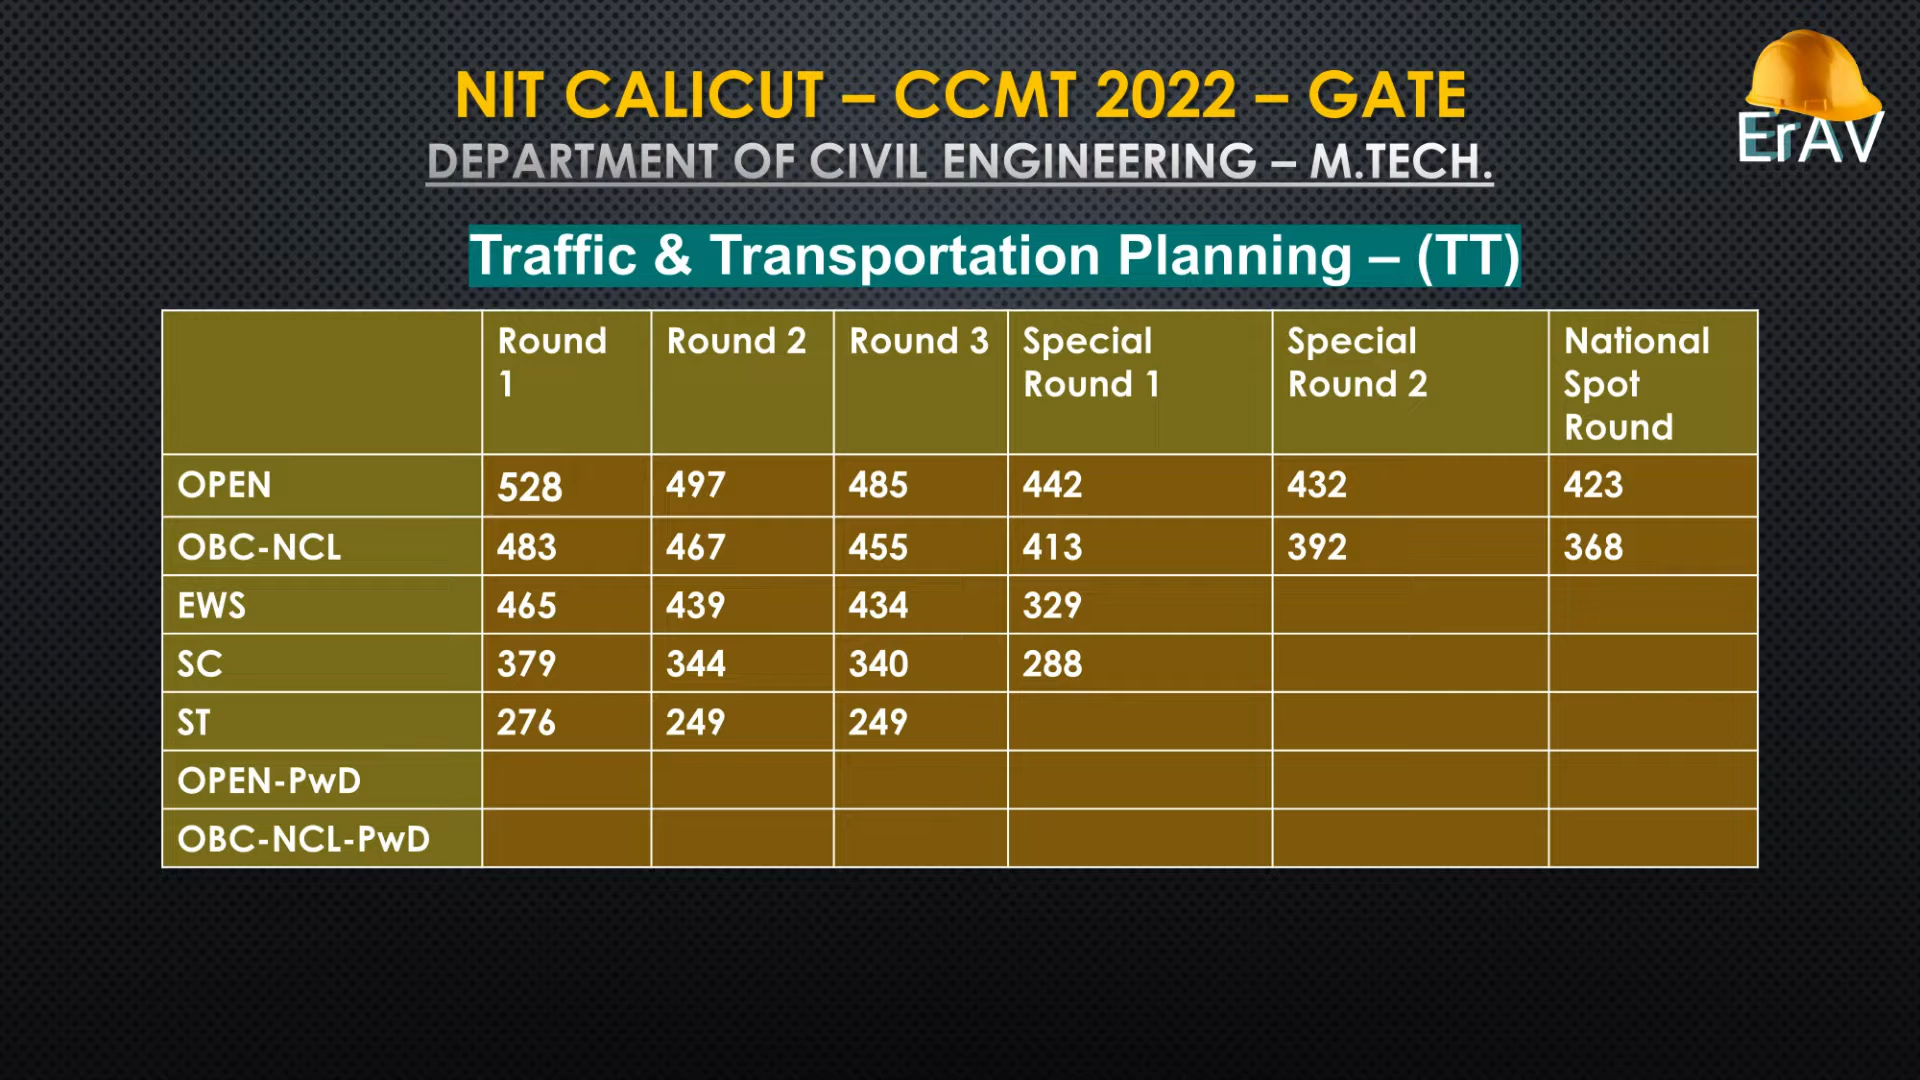 NIT CALICUT – CCMT 2022 – GATE
ErAV
DEPARTMENT OF CIVIL ENGINEERING – M.TECH.
Traffic & Transportation Planning – (TT)
Round 1 Round 2 Round 3 Special Round 1 Special Round 2 National Spot Round
OPEN 528 497 485 442 432 423
OBC-NCL 483 467 455 413 392 368
EWS 465 439 434 329
SC 379 344 340 288
ST 276 249 249
OPEN-PwD
OBC-NCL-PwD